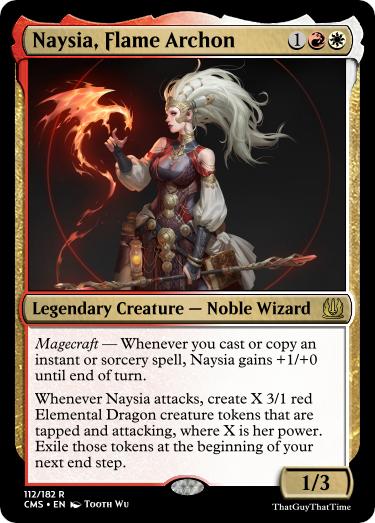 Naysia, Flame Archon 1
Legendary Creature — Noble Wizard
Magecraft — Whenever you cast or copy an
instant or sorcery spell, Naysia gains +1/+0
until end of turn.
Whenever Naysia attacks, create X 3/1 red
Elemental Dragon creature tokens that are
tapped and attacking, where X is her power.
Exile those tokens at the beginning of your
next end step.
1/3
112/182 R
CMS • EN Tooth Wu
ThatGuyThatTime